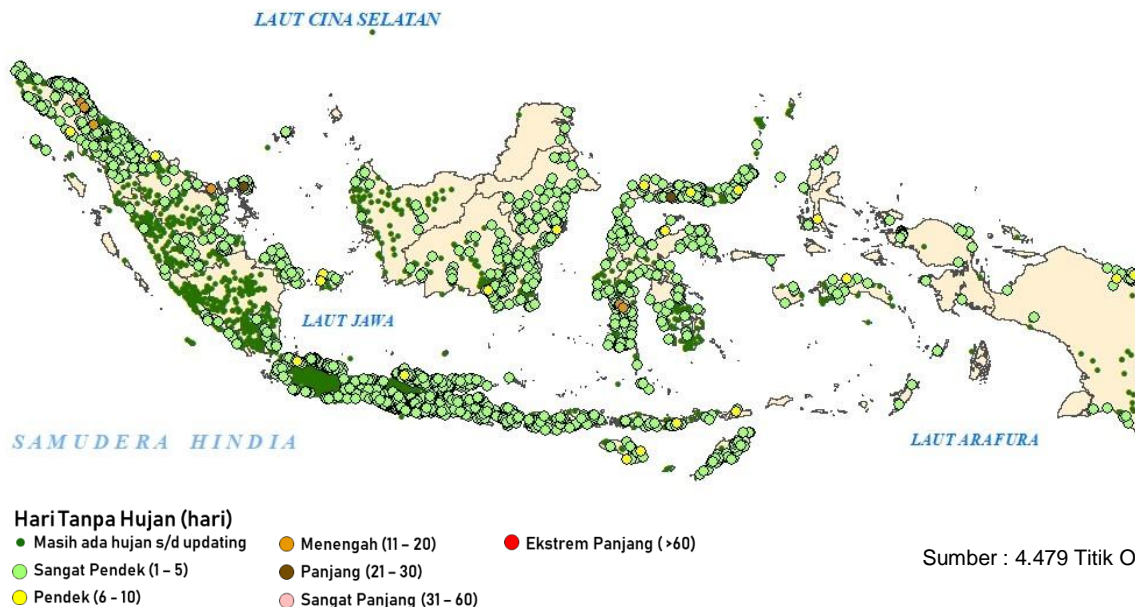 LAUT CINA SELATAN
LAUT JAWA
SAMUDERA HINDIA
LAUT ARAFURA
Hari Tanpa Hujan (hari)
Masih ada hujan s/d updating
Sangat Pendek (1 – 5)
Pendek (6 - 10)
Menengah (11 – 20)
Panjang (21 – 30)
Sangat Panjang (31 – 60)
Ekstrem Panjang ( >60)
Sumber : 4.479 Titik O